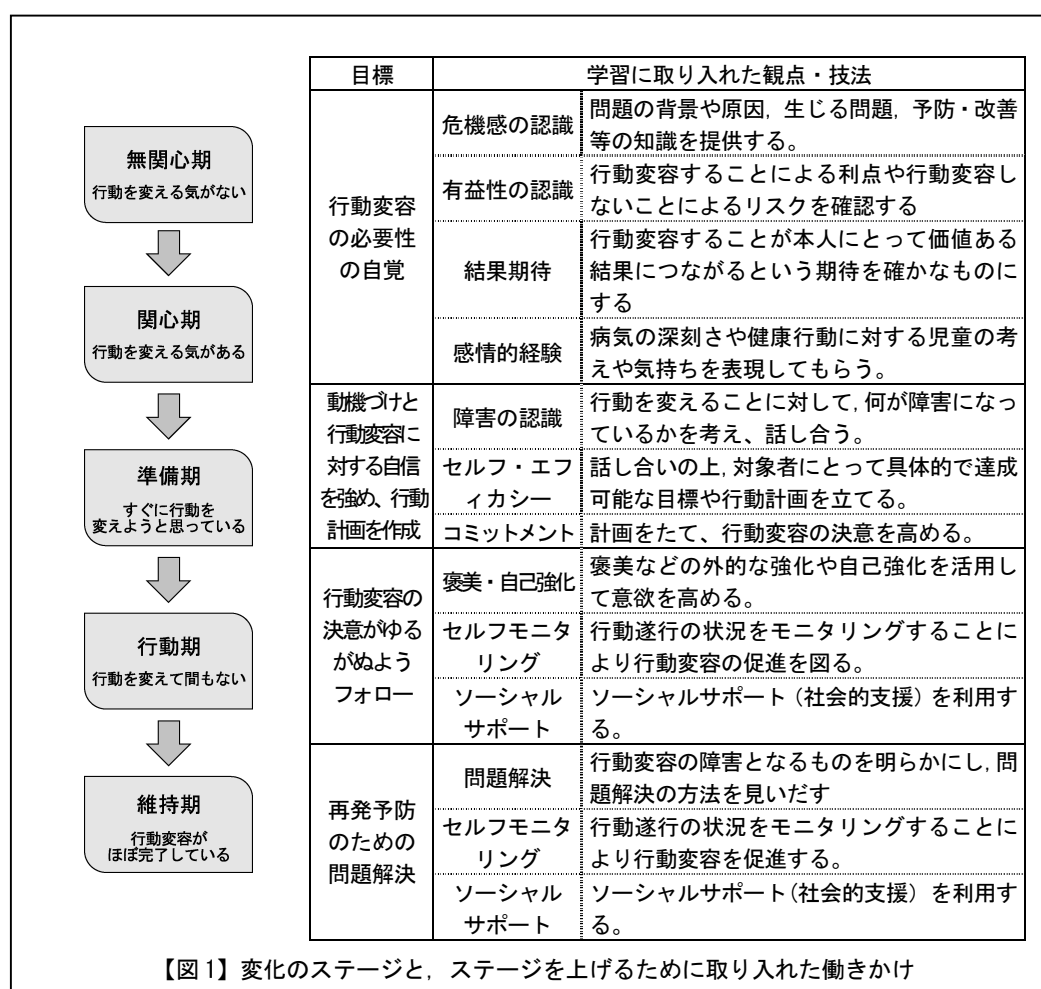 無関心期
行動を変える気がない
関心期
行動を変える気がある
準備期
すぐに行動を
変えようと思っている
行動期
行動を変えて間もない
維持期
行動変容が
ほぼ完了している
目標
学習に取り入れた観点・技法
行動変容
の必要性
の自覚
危機感の認識
問題の背景や原因,生じる問題,予防・改善
等の知識を提供する。
有益性の認識
行動変容することによる利点や行動変容し
ないことによるリスクを確認する
結果期待
行動変容することが本人にとって価値ある
結果につながるという期待を確かなものに
する
感情的経験
病気の深刻さや健康行動に対する児童の考
えや気持ちを表現してもらう。
動機づけと
行動変容に
対する自信
を強め、行動
計画を作成
障害の認識
行動を変えることに対して,何が障害になっ
ているかを考え、話し合う。
セルフ・エフ
ィカシー
話し合いの上,対象者にとって具体的で達成
可能な目標や行動計画を立てる。
コミットメント
計画をたて、行動変容の決意を高める。
行動変容の
決意がゆる
がぬよう
フォロー
褒美・自己強化
褒美などの外的な強化や自己強化を活用し
て意欲を高める。
セルフモニタ
リング
行動遂行の状況をモニタリングすることに
より行動変容の促進を図る。
ソーシャル
サポート
ソーシャルサポート(社会的支援)を利用す
る。
再発予防
のための
問題解決
問題解決
行動変容の障害となるものを明らかにし,問
題解決の方法を見いだす
セルフモニタ
リング
行動遂行の状況をモニタリングすることに
より行動変容を促進する。
ソーシャル
サポート
ソーシャルサポート(社会的支援) を利用す
る。
【図1】変化のステージと, ステージを上げるために取り入れた働きかけ